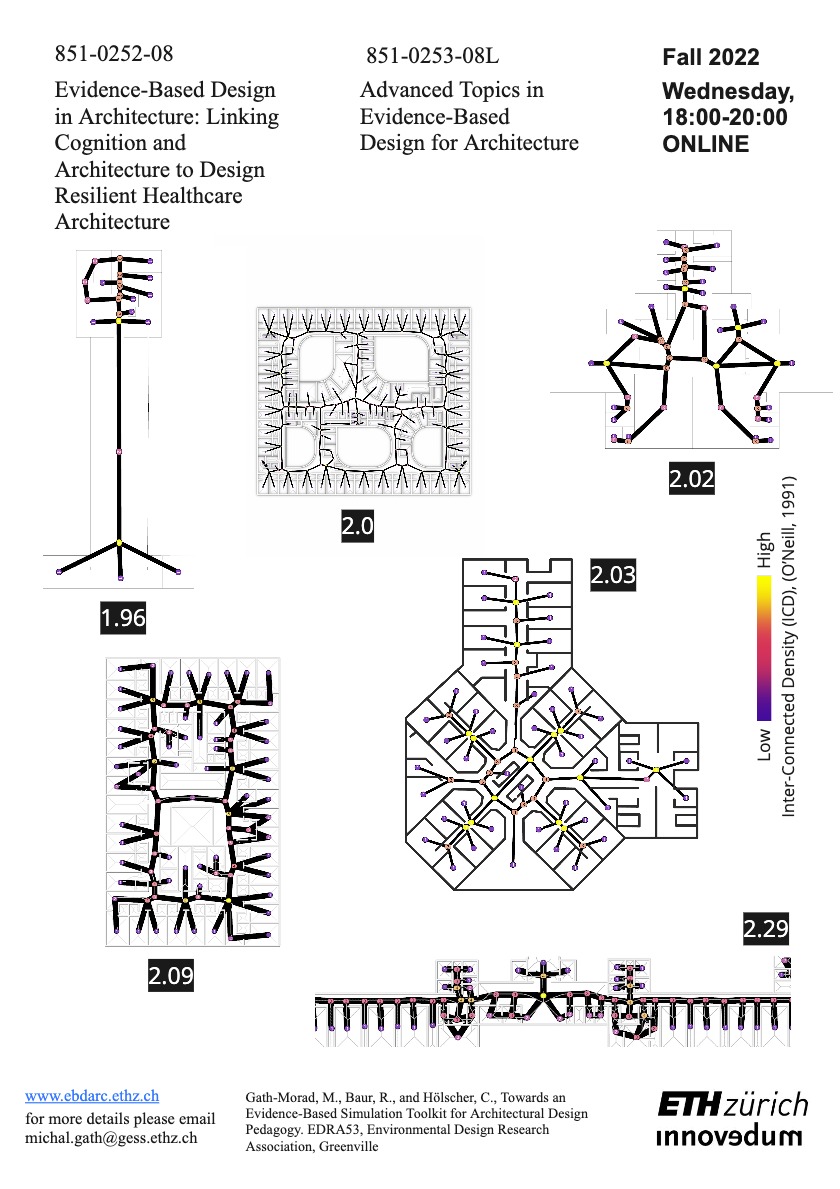 851-0252-08
Evidence-Based Design
in Architecture: Linking
Cognition and
Architecture to Design
Resilient Healthcare
Architecture
851-0253-08L
Advanced Topics in
Evidence-Based
Design for Architecture
Fall 2022
Wednesday,
18:00-20:00
ONLINE
1.96
2.0
2.02
2.03
2.09
2.29
Low
High
Inter-Connected Density (ICD), (O'Neill, 1991)
www.ebdarc.ethz.ch
for more details please email
michal.gath@gess.ethz.ch
Gath-Morad, M., Baur, R., and Hölscher, C., Towards an
Evidence-Based Simulation Toolkit for Architectural Design
Pedagogy. EDRA53, Environmental Design Research
Association, Greenville
ETH zürich
innovedum